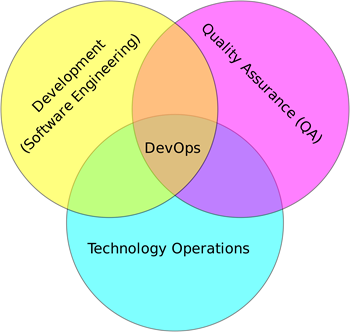 Development
(Software Engineering)
Quality Assurance (QA)
DevOps
Technology Operations